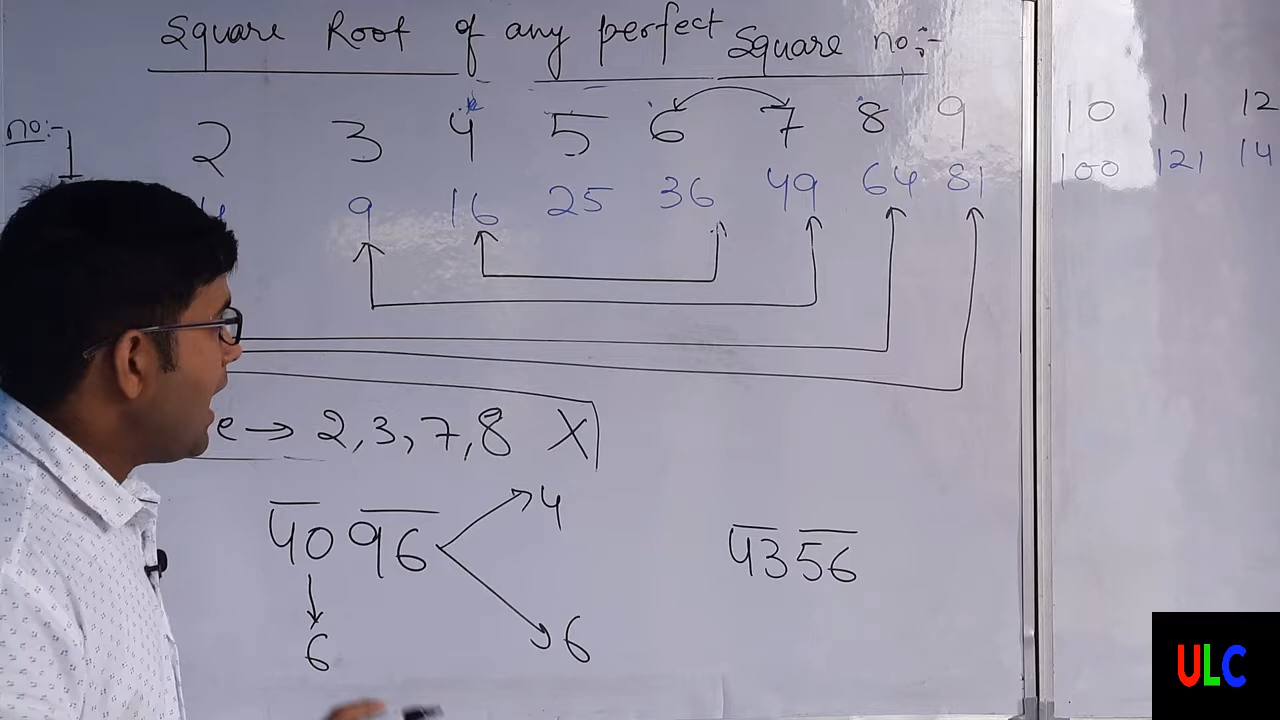 Square Root of any perfect Square no:-
no:- 1 2 3 4 5 6 7 8 9 10 11 12
9 16 25 36 49 64 81 100 121 14
e → 2, 3, 7, 8 X
4096 4
4356
6 6
ULC